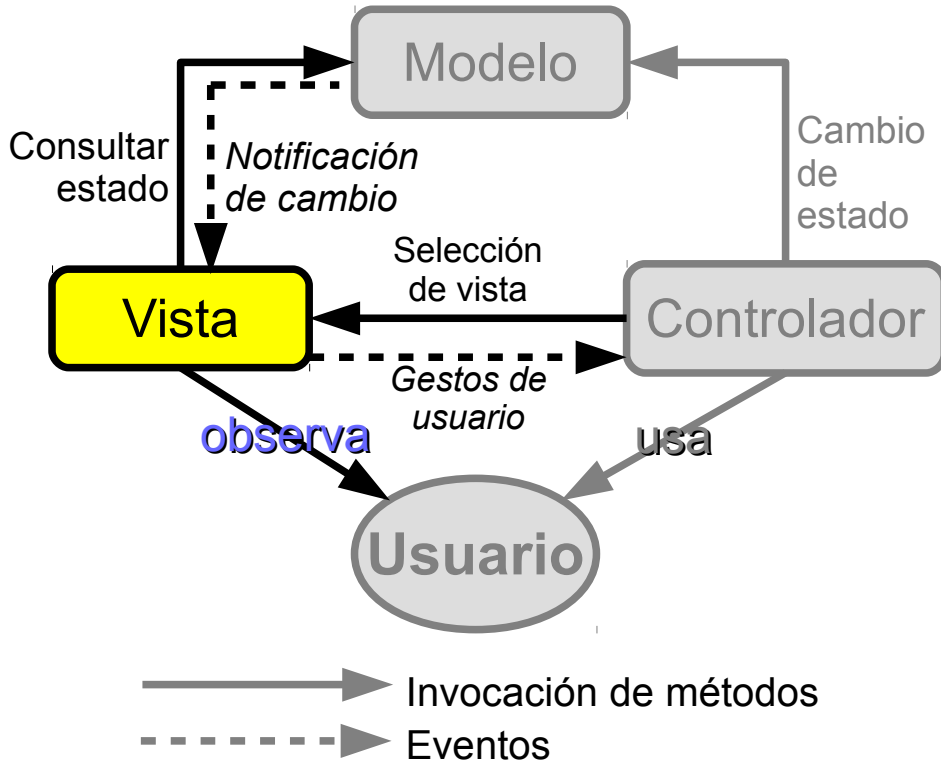 Modelo
Consultar
estado
Notificación
de cambio
Cambio
de
estado
Selección
de vista
Vista
Controlador
Gestos de
usuario
observa
usa
Usuario
Invocación de métodos
Eventos